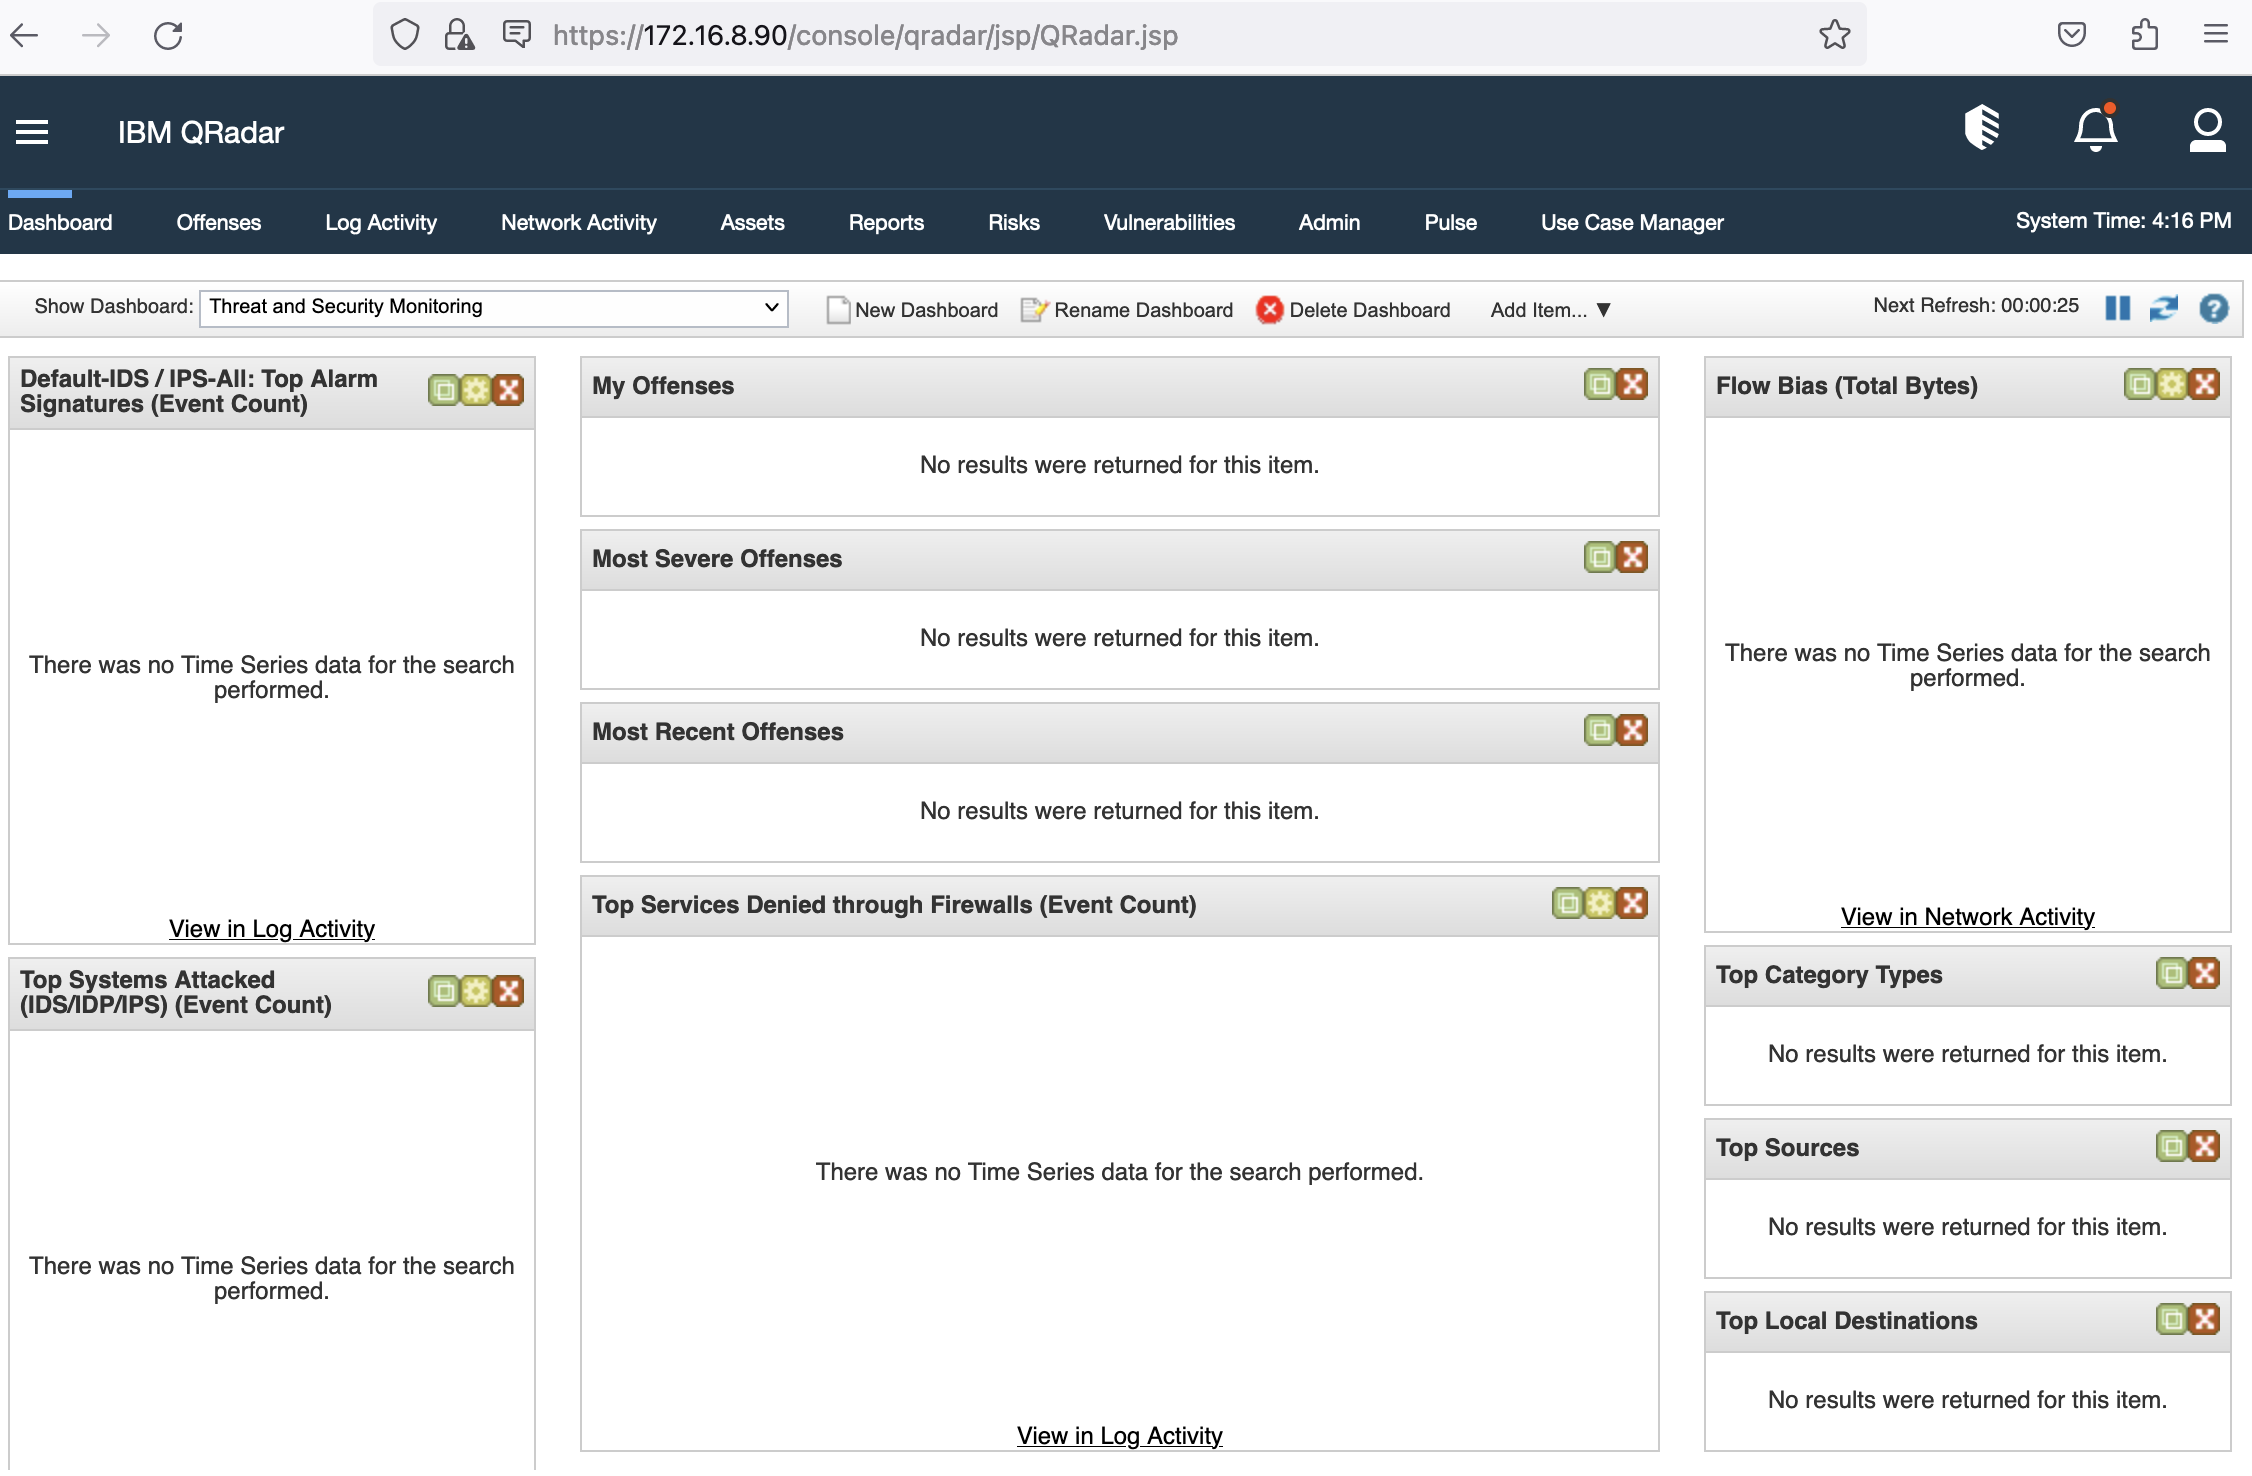 https://172.16.8.90/console/qradar/jsp/QRadar.jsp
IBM QRadar
Dashboard Offenses Log Activity Network Activity Assets Reports Risks Vulnerabilities Admin Pulse Use Case Manager System Time: 4:16 PM
Show Dashboard: Threat and Security Monitoring New Dashboard Rename Dashboard Delete Dashboard Add Item... ▼ Next Refresh: 00:00:25
Default-IDS / IPS-All: Top Alarm
Signatures (Event Count)
There was no Time Series data for the search
performed.
View in Log Activity
Top Systems Attacked
(IDS/IDP/IPS) (Event Count)
There was no Time Series data for the search
performed.
My Offenses
No results were returned for this item.
Most Severe Offenses
No results were returned for this item.
Most Recent Offenses
No results were returned for this item.
Top Services Denied through Firewalls (Event Count)
There was no Time Series data for the search performed.
View in Log Activity
Flow Bias (Total Bytes)
There was no Time Series data for the search
performed.
View in Network Activity
Top Category Types
No results were returned for this item.
Top Sources
No results were returned for this item.
Top Local Destinations
No results were returned for this item.